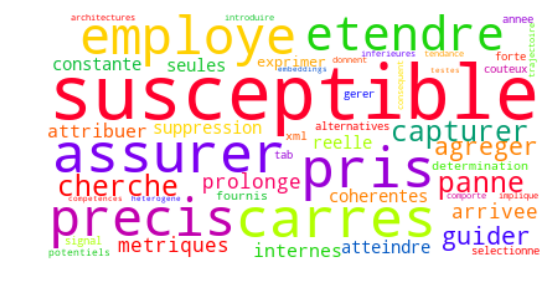 architectures introduire annee
employe etendre trajectoire
inferieures tendance forte
constante seules exprimer donnent couteux
embeddings
susceptible gerer consequent testes
attribuer suppression xml alternatives capturer
reelle agreger
assurer tab pris determination
cherche prolonge panne
competences heterogene fournis coherentes comporte implique
precis carres arrivee
signal metriques guider
potentiels internes atteindre selectionne